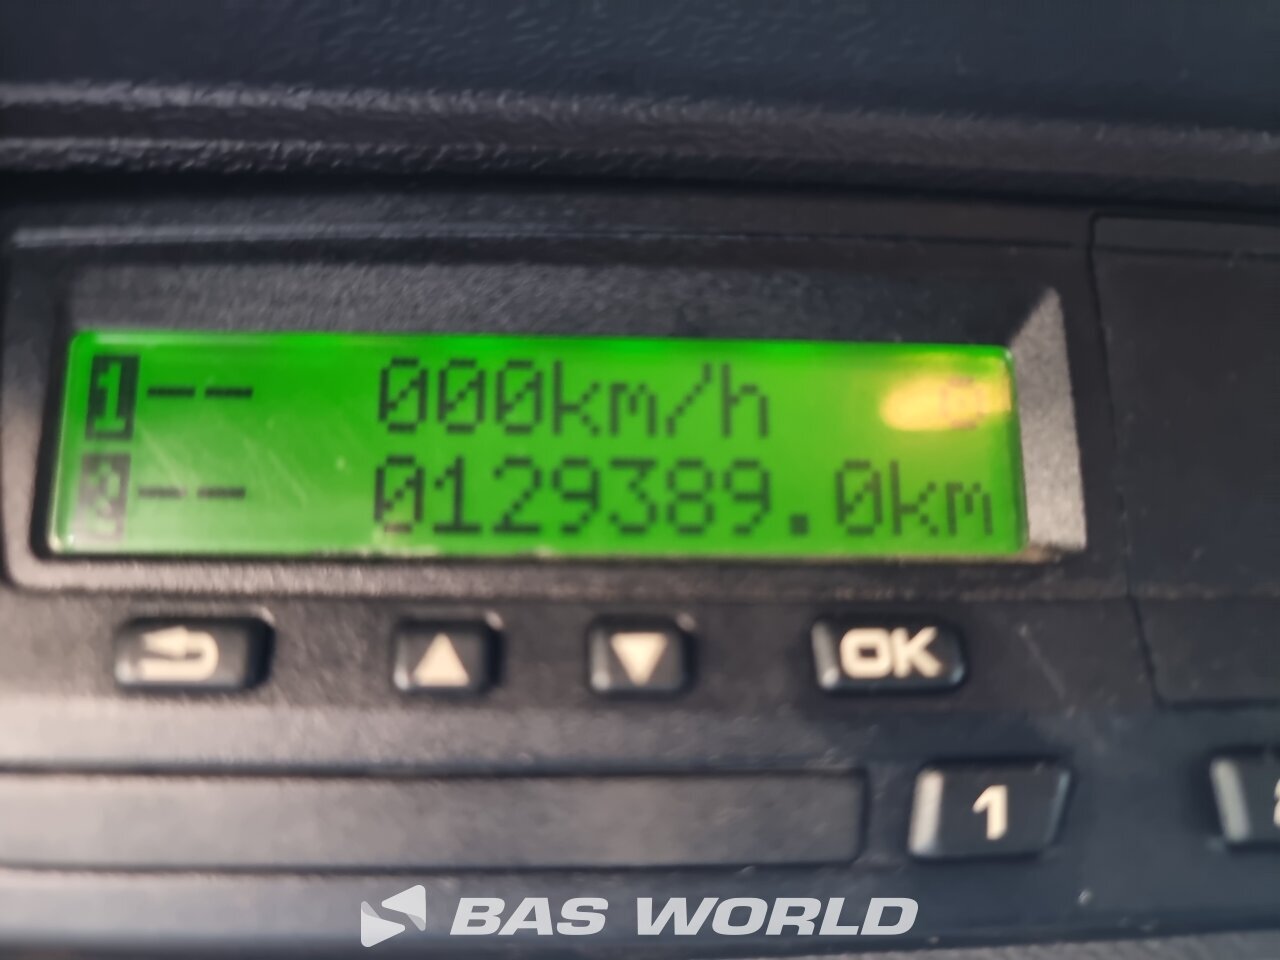 1-- 000km/h
-- 0129389.0km
OK
1
BAS WORLD